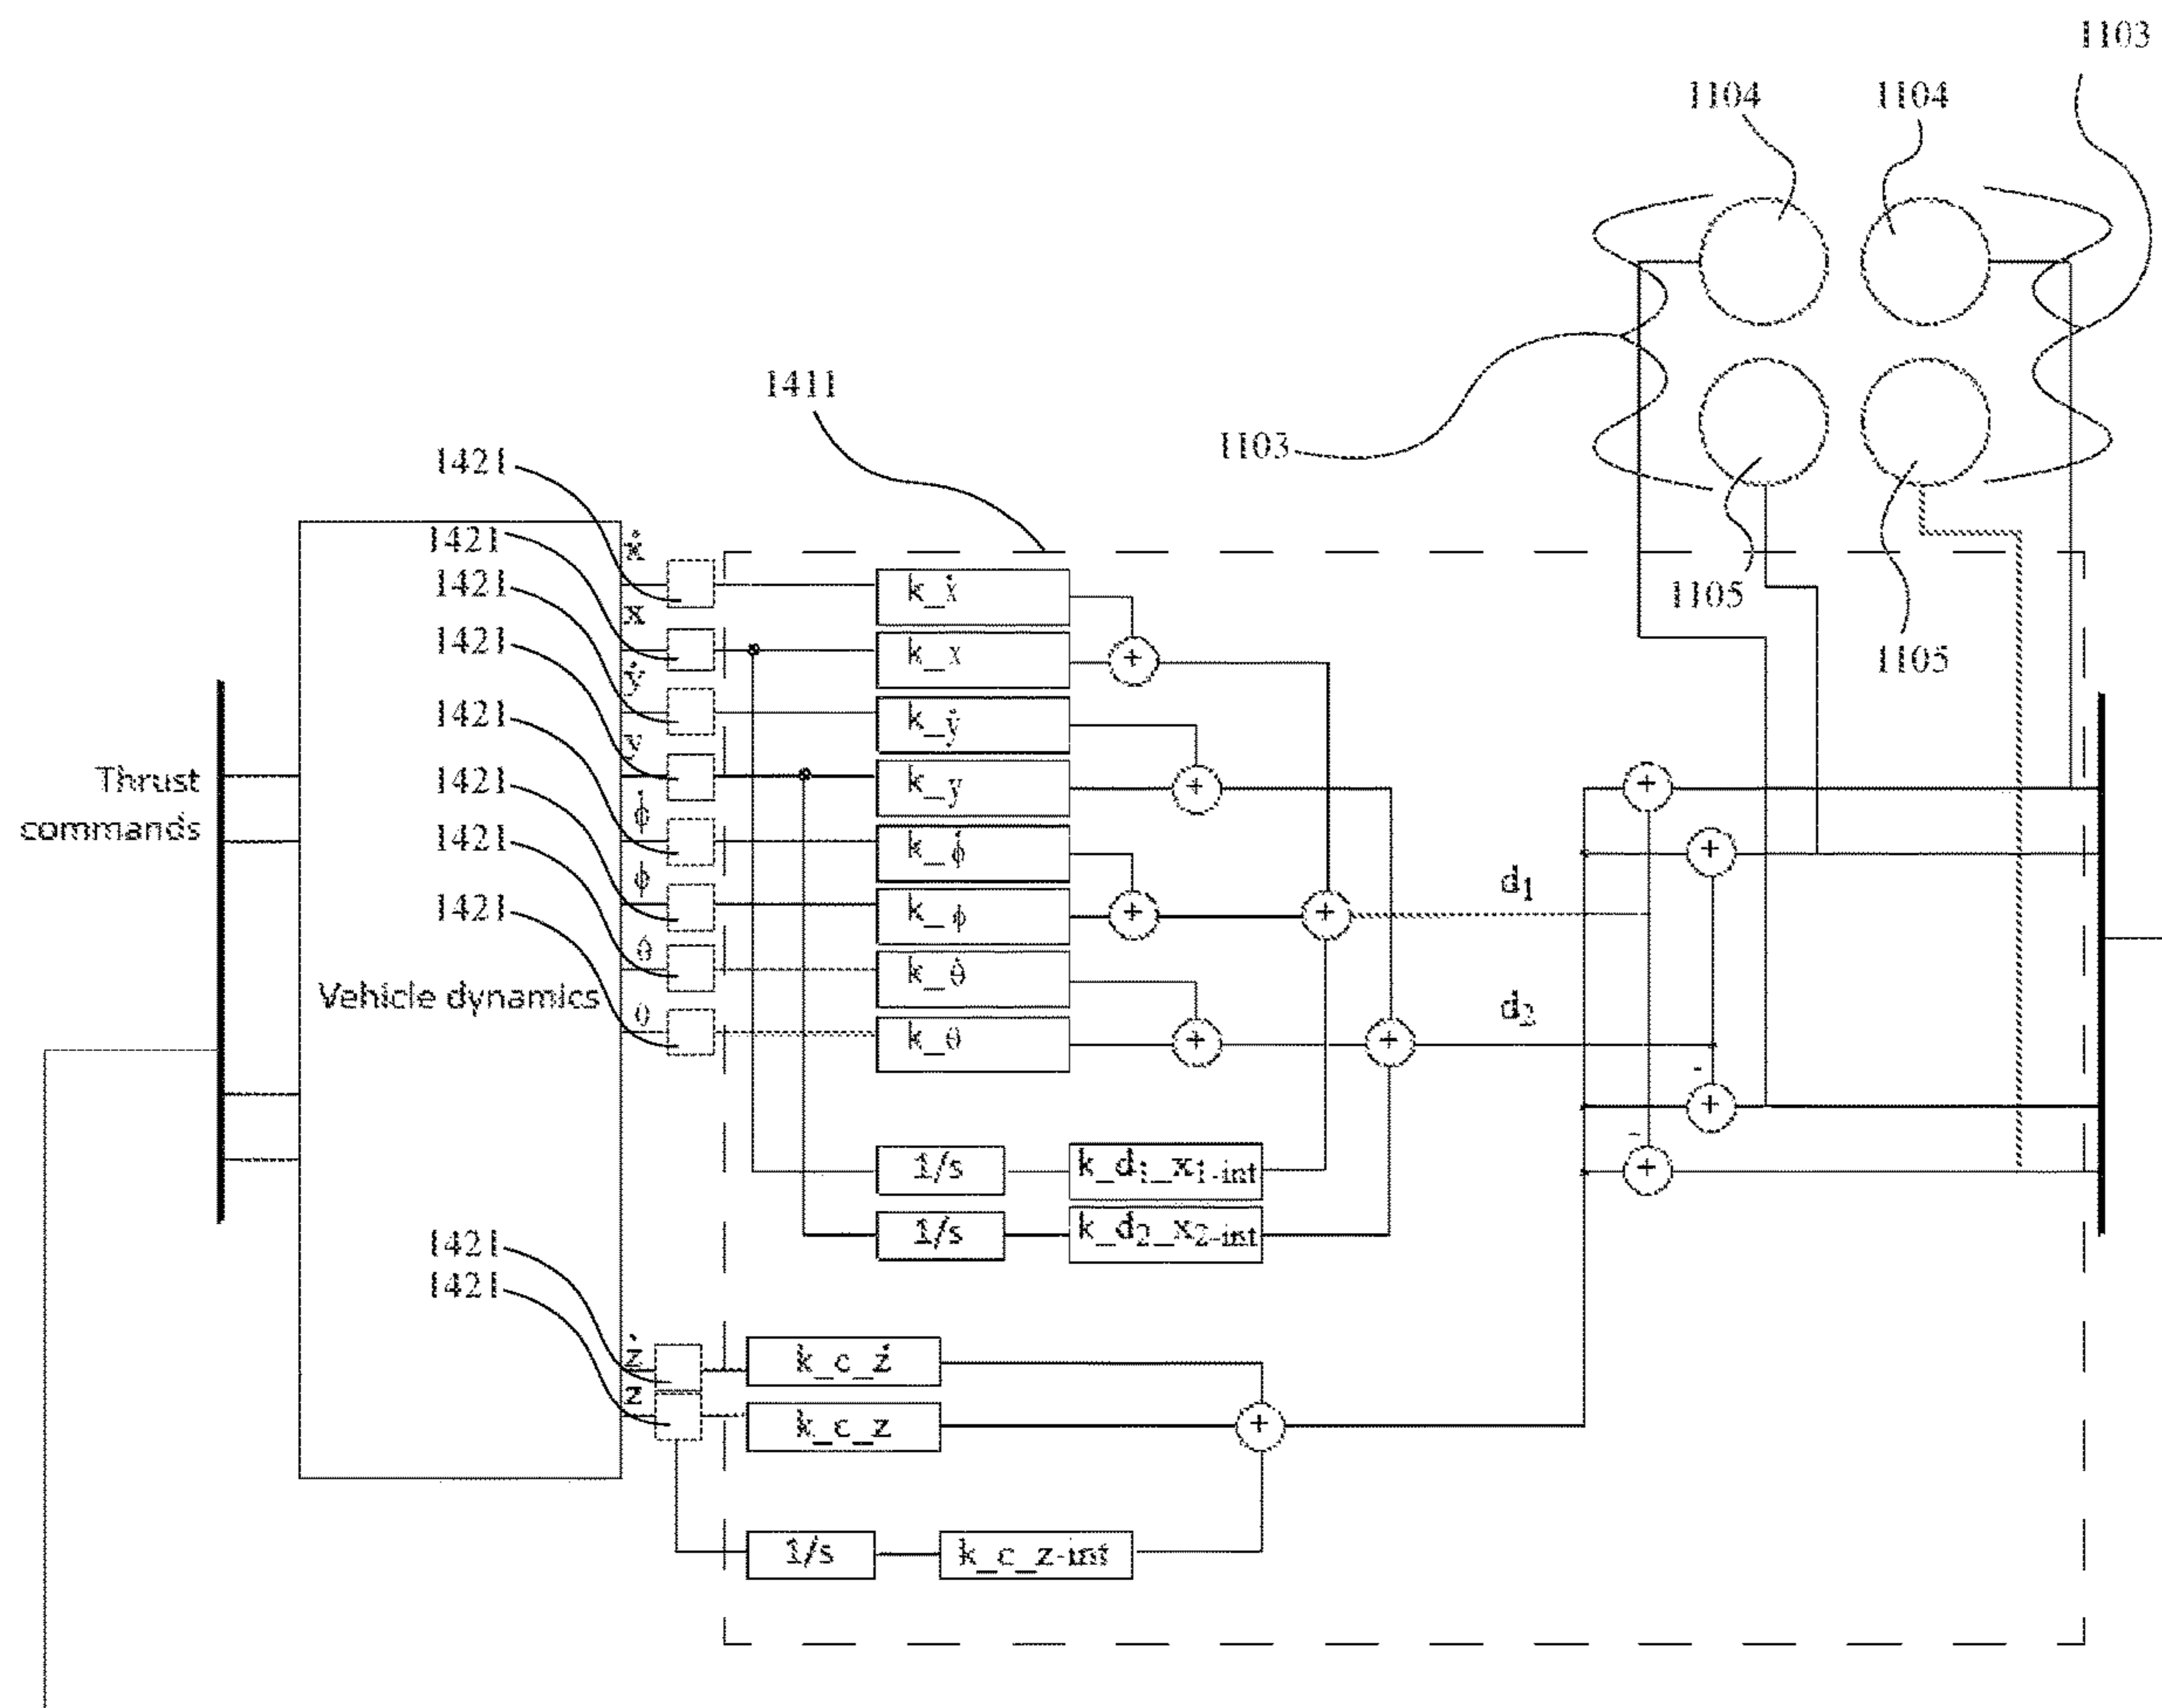 1103
1104
1104
1411
1103
1421
1421
1421
1421
1421
1421
1421
1421
ẋ
x
ẏ
y
φ̇
φ
θ̇
θ
k_ẋ
k_x
k_ẏ
k_y
k_φ̇
k_φ
k_θ̇
k_θ
1105
1105
Thrust
commands
Vehicle dynamics
+
+
+
+
+
+
+
+
+
d₁
d₂
-
+
-
+
1/s
k_d₁_x₁-int
1/s
k_d₂_x₂-int
1421
1421
ż
z
k_c_ż
k_c_z
+
1/s
k_c_z-int